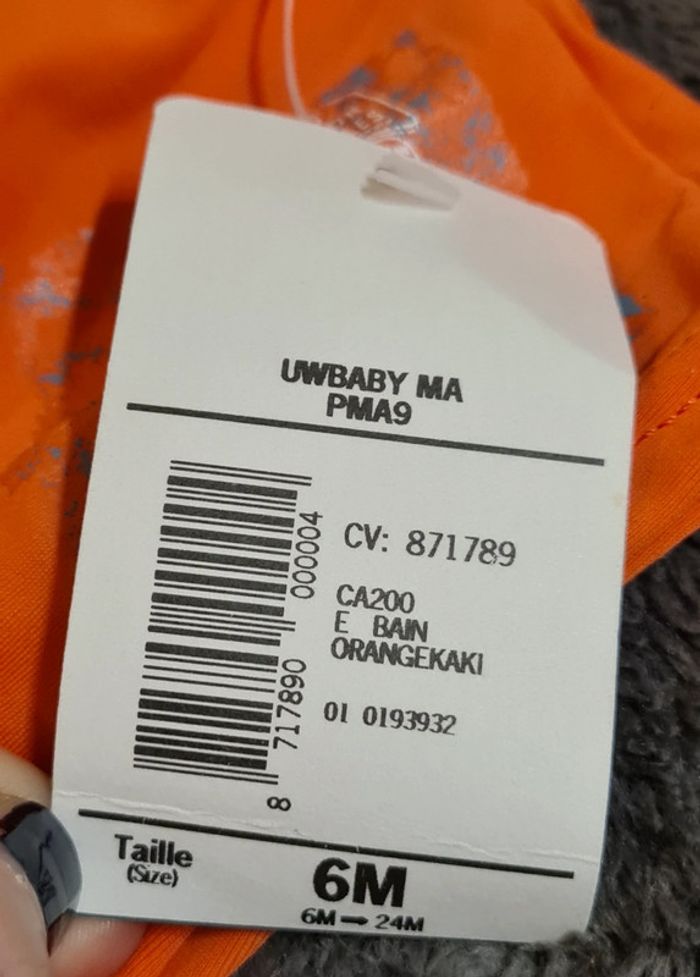 UWBABY MA
PMA9
8 717890 000004
CV: 871789
CA200
E BAIN
ORANGEKAKI
01 0193932
Taille
(Size)
6M
6M → 24M